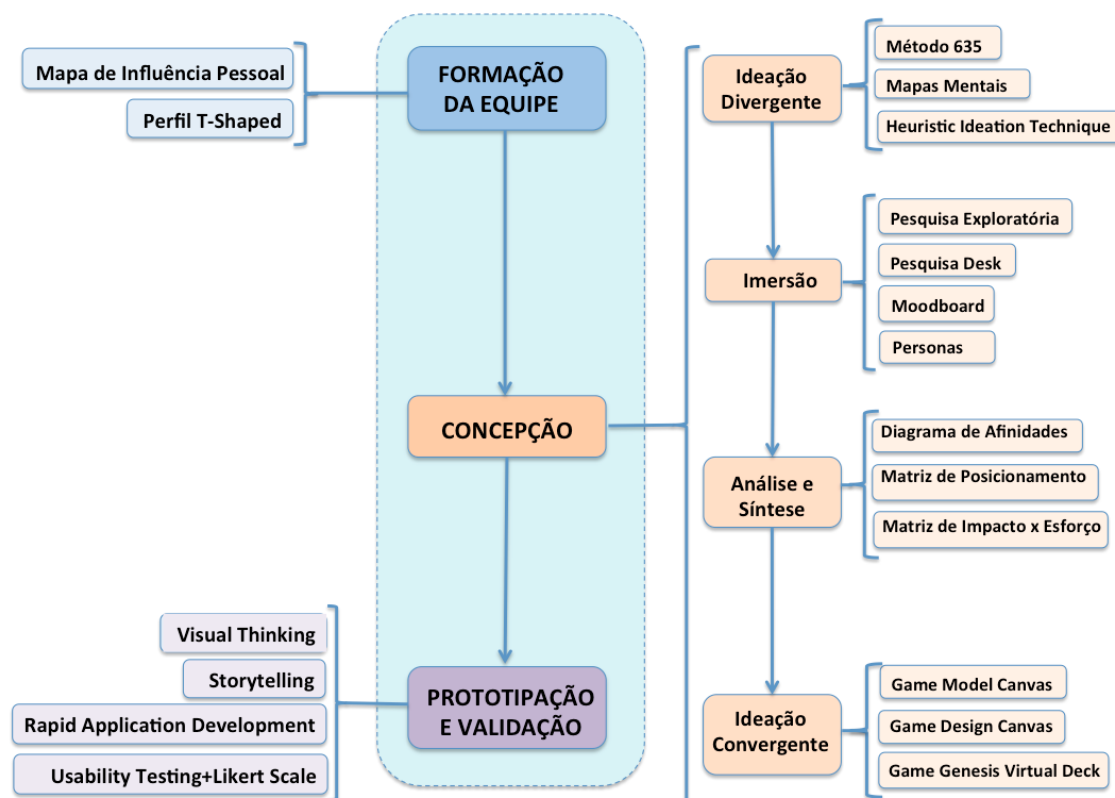 Mapa de Influência Pessoal
Perfil T-Shaped
FORMAÇÃO
DA EQUIPE
CONCEPÇÃO
Visual Thinking
Storytelling
Rapid Application Development
Usability Testing+Likert Scale
PROTOTIPAÇÃO
E VALIDAÇÃO
Ideação
Divergente
Método 635
Mapas Mentais
Heuristic Ideation Technique
Imersão
Pesquisa Exploratória
Pesquisa Desk
Moodboard
Personas
Análise e
Síntese
Diagrama de Afinidades
Matriz de Posicionamento
Matriz de Impacto x Esforço
Ideação
Convergente
Game Model Canvas
Game Design Canvas
Game Genesis Virtual Deck